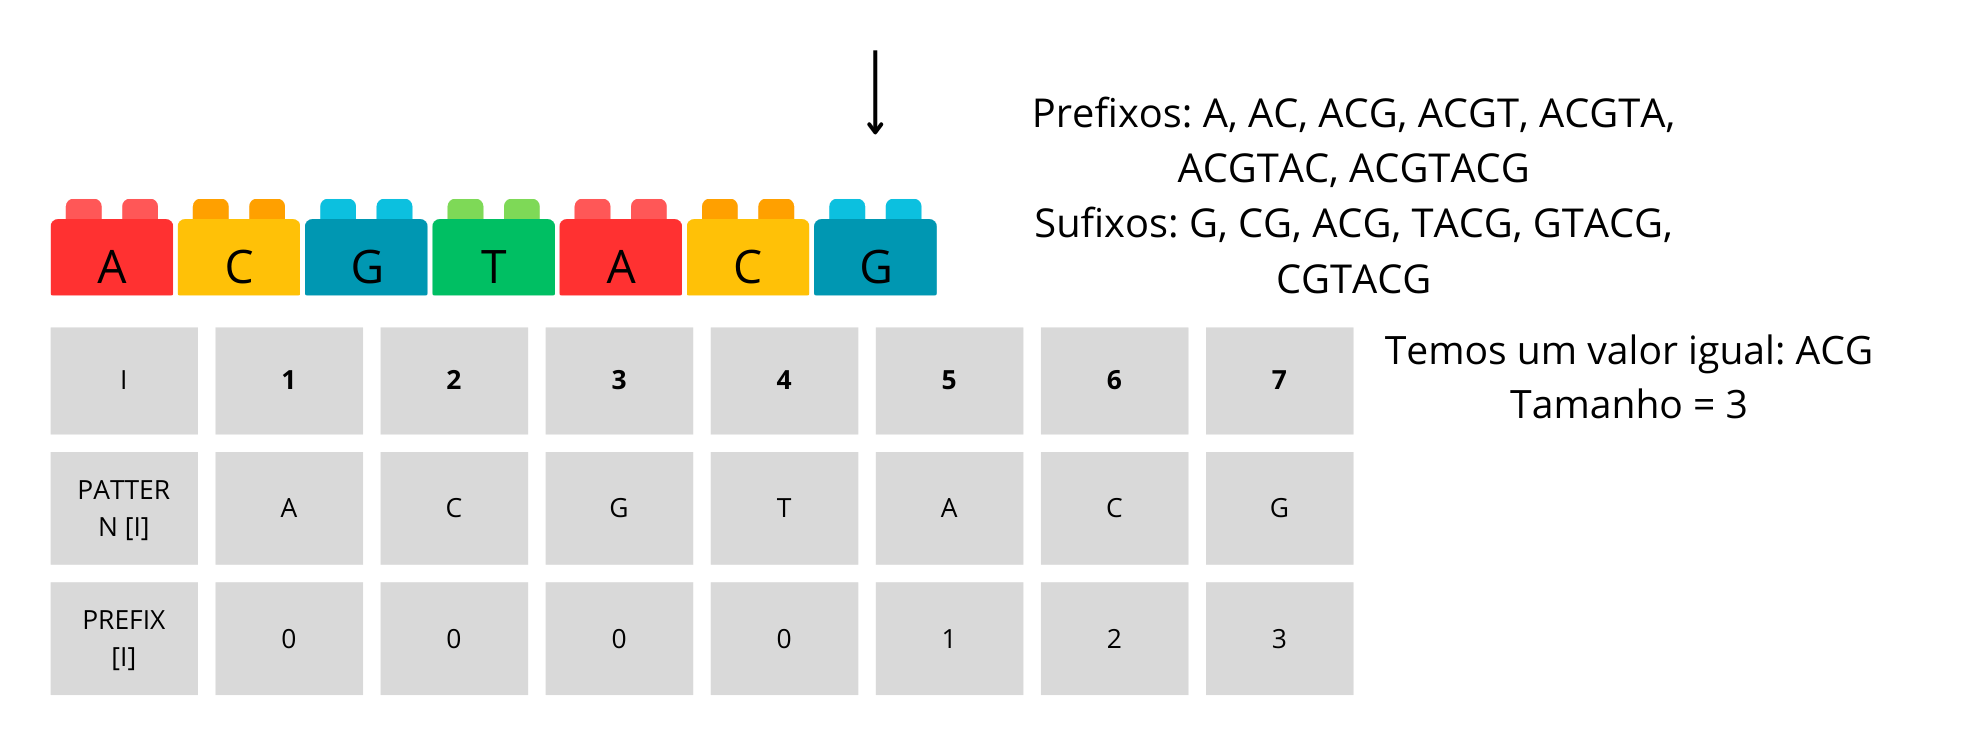 Prefixos: A, AC, ACG, ACGT, ACGTA,
ACGTAC, ACGTACG
Sufixos: G, CG, ACG, TACG, GTACG,
CGTACG
A C G T A C G
Temos um valor igual: ACG
Tamanho = 3
I 1 2 3 4 5 6 7
PATTER
N [I] A C G T A C G
PREFIX
[I] 0 0 0 0 1 2 3